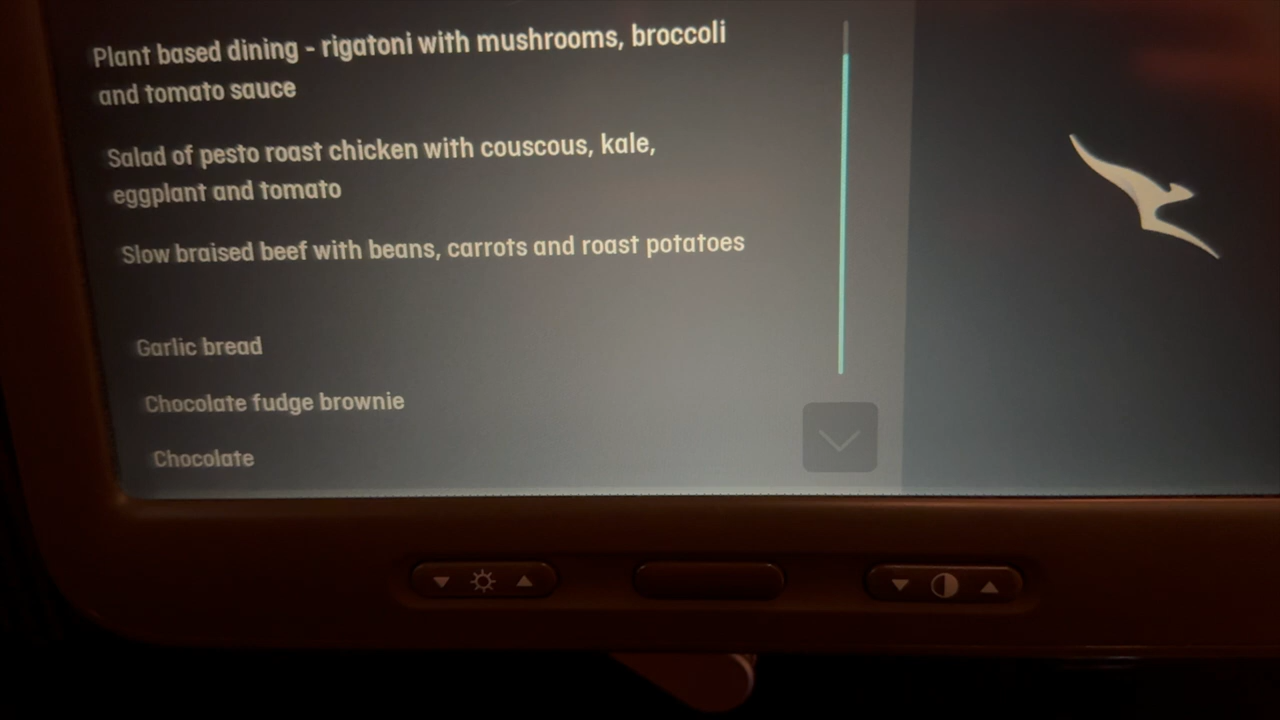 Plant based dining - rigatoni with mushrooms, broccoli
and tomato sauce
Salad of pesto roast chicken with couscous, kale,
eggplant and tomato
Slow braised beef with beans, carrots and roast potatoes
Garlic bread
Chocolate fudge brownie
Chocolate